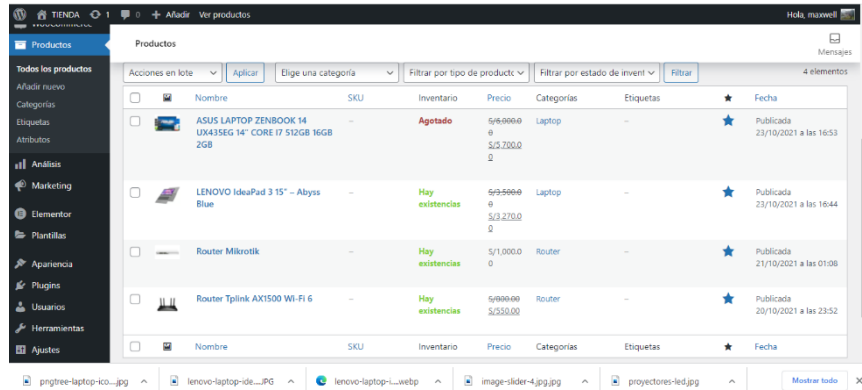 TIENDA 1 0 + Añadir Ver productos Hola, maxwell
WooCommerce
Productos
Productos
Mensajes
Todos los productos
Añadir nuevo
Categorías
Etiquetas
Atributos
Análisis
Marketing
Elementor
Plantillas
Apariencia
Plugins
Usuarios
Herramientas
Ajustes
Acciones en lote Aplicar Elige una categoría Filtrar por tipo de producto Filtrar por estado de invent Filtrar 4 elementos
Nombre SKU Inventario Precio Categorías Etiquetas Fecha
ASUS LAPTOP ZENBOOK 14 – Agotado S/6,000.0 Laptop – Publicada
UX435EG 14" CORE I7 512GB 16GB 0 23/10/2021 a las 16:53
2GB S/5,700.0
0
LENOVO IdeaPad 3 15" – Abyss – Hay S/3,500.0 Laptop – Publicada
Blue existencias 0 23/10/2021 a las 16:44
S/3,270.0
0
Router Mikrotik – Hay S/1,000.0 Router – Publicada
existencias 0 21/10/2021 a las 01:08
Router Tplink AX1500 Wi-Fi 6 – Hay S/800.00 Router – Publicada
existencias S/550.00 20/10/2021 a las 23:52
Nombre SKU Inventario Precio Categorías Etiquetas Fecha
pngtree-laptop-ico....jpg lenovo-laptop-ide....JPG lenovo-laptop-i....webp image-slider-4.jpg.jpg proyectores-led.jpg Mostrar todo